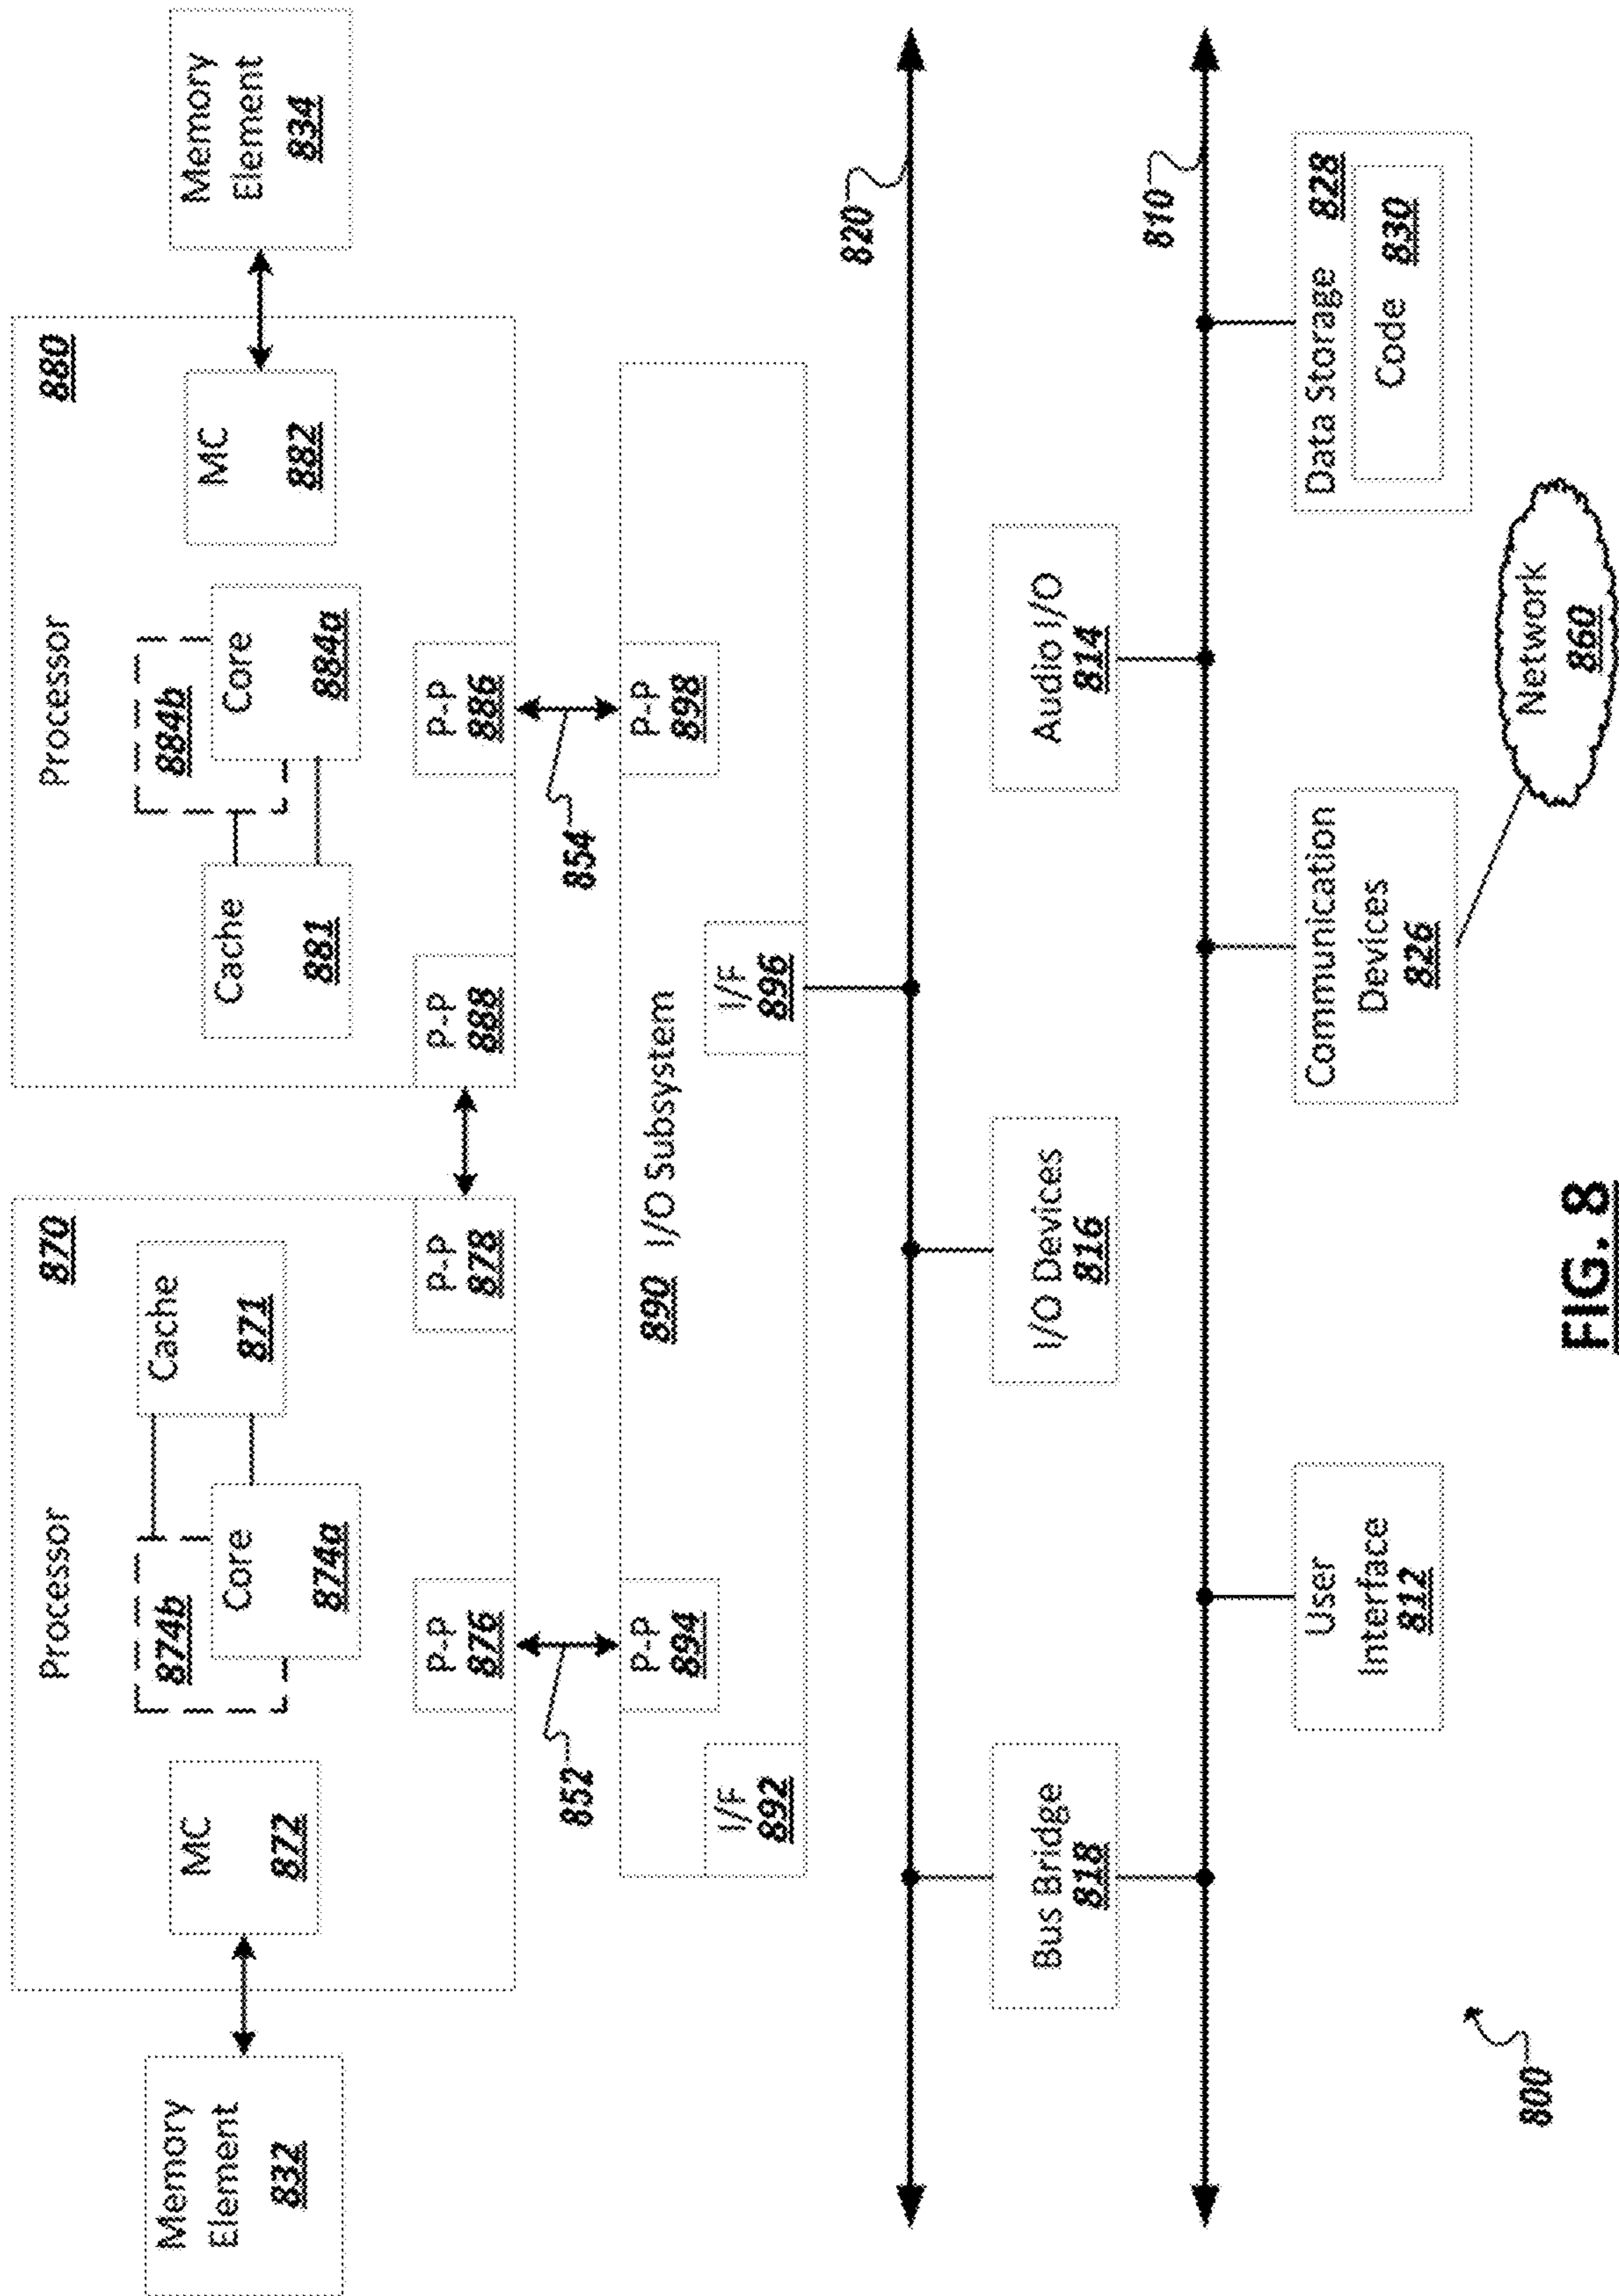 Memory
Element
832
Processor
870
MC
872
874b
Core
874a
Cache
871
P-P
876
P-P
878
Processor
880
Cache
881
884b
Core
884a
MC
882
P-P
888
P-P
886
Memory
Element
834
852
854
P-P
894
890 I/O Subsystem
P-P
898
I/F
892
I/F
896
820
Bus Bridge
818
I/O Devices
816
Audio I/O
814
810
User
Interface
812
Communication
Devices
826
Data Storage 828
Code 830
Network
860
800
FIG. 8